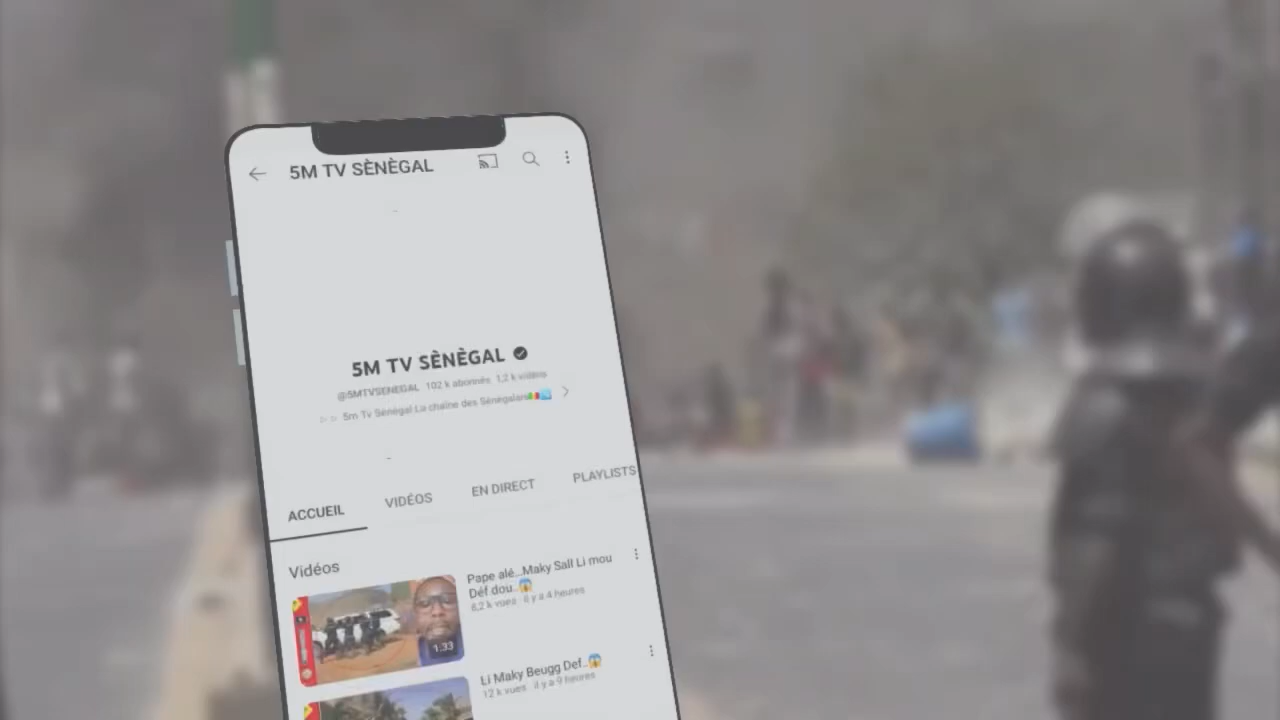 5M TV SÈNÈGAL
5M TV SÈNÈGAL
@5MTVSENEGAL 102 k abonnés 1,2 k vidéos
5m Tv Sénégal La chaîne des Sénégalais
ACCUEIL VIDÉOS EN DIRECT PLAYLISTS
Vidéos
Pape alé...Maky Sall Li mou
Déf dou..😱
6,2 k vues · il y a 4 heures
1:33
Li Maky Beugg Def..😱
12 k vues · il y a 9 heures